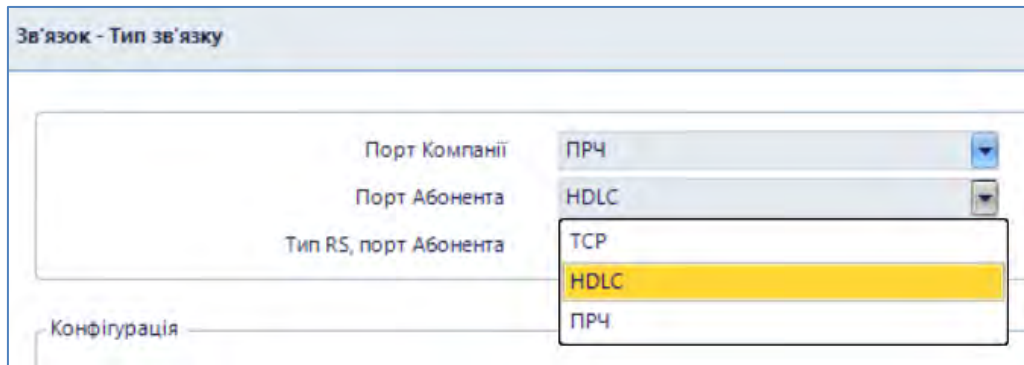 Зв'язок - Тип зв'язку
Порт Компанії ПРЧ
Порт Абонента HDLC
Тип RS, порт Абонента
TCP
HDLC
ПРЧ
Конфігурація